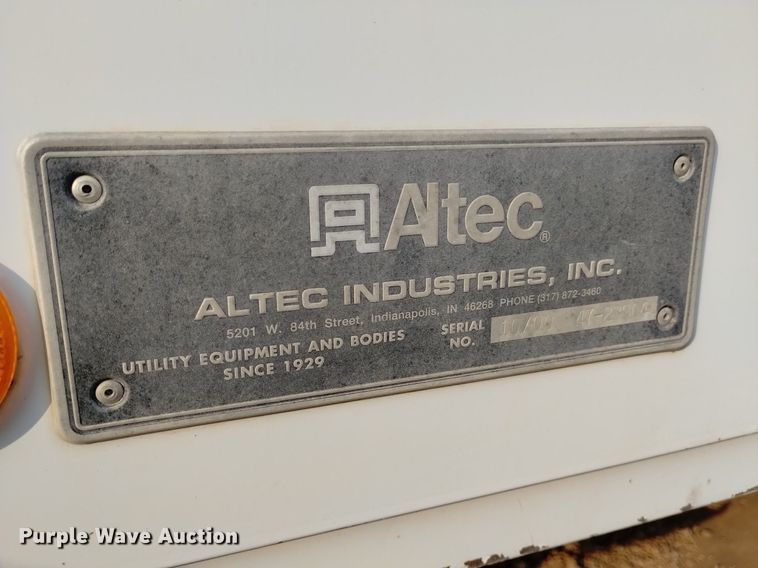 Altec®
ALTEC INDUSTRIES, INC.
5201 W. 84th Street, Indianapolis, IN 46268 PHONE (317) 872-3460
UTILITY EQUIPMENT AND BODIES
SINCE 1929
SERIAL
NO.
Purple Wave Auction